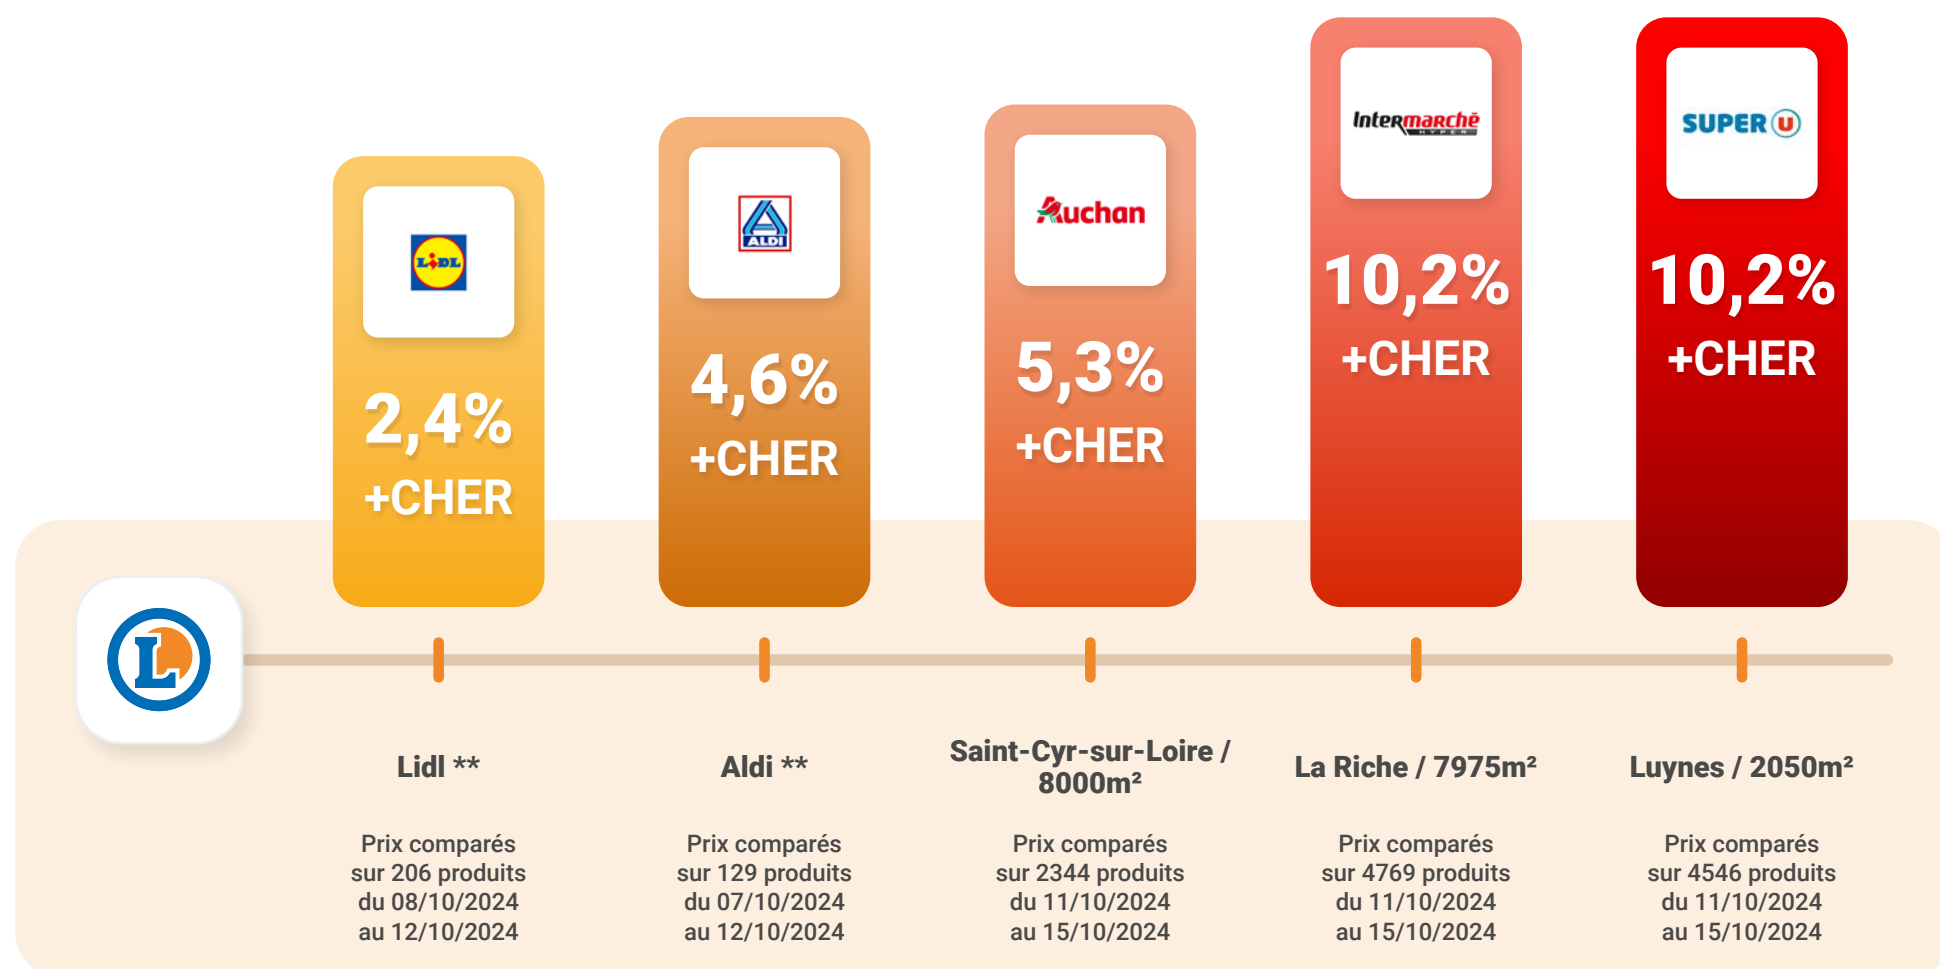 LIDL
2,4%
+CHER
ALDI
4,6%
+CHER
Auchan
5,3%
+CHER
Intermarchē
HYPER
10,2%
+CHER
SUPER U
10,2%
+CHER
L
Lidl **
Prix comparés
sur 206 produits
du 08/10/2024
au 12/10/2024
Aldi **
Prix comparés
sur 129 produits
du 07/10/2024
au 12/10/2024
Saint-Cyr-sur-Loire /
8000m²
Prix comparés
sur 2344 produits
du 11/10/2024
au 15/10/2024
La Riche / 7975m²
Prix comparés
sur 4769 produits
du 11/10/2024
au 15/10/2024
Luynes / 2050m²
Prix comparés
sur 4546 produits
du 11/10/2024
au 15/10/2024